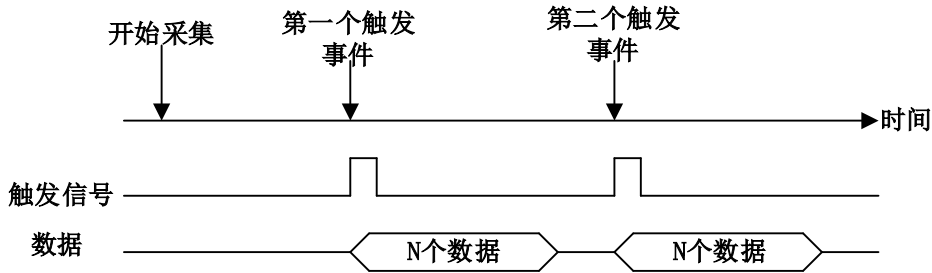 开始采集
第一个触发
事件
第二个触发
事件
时间
触发信号
数据
N个数据
N个数据